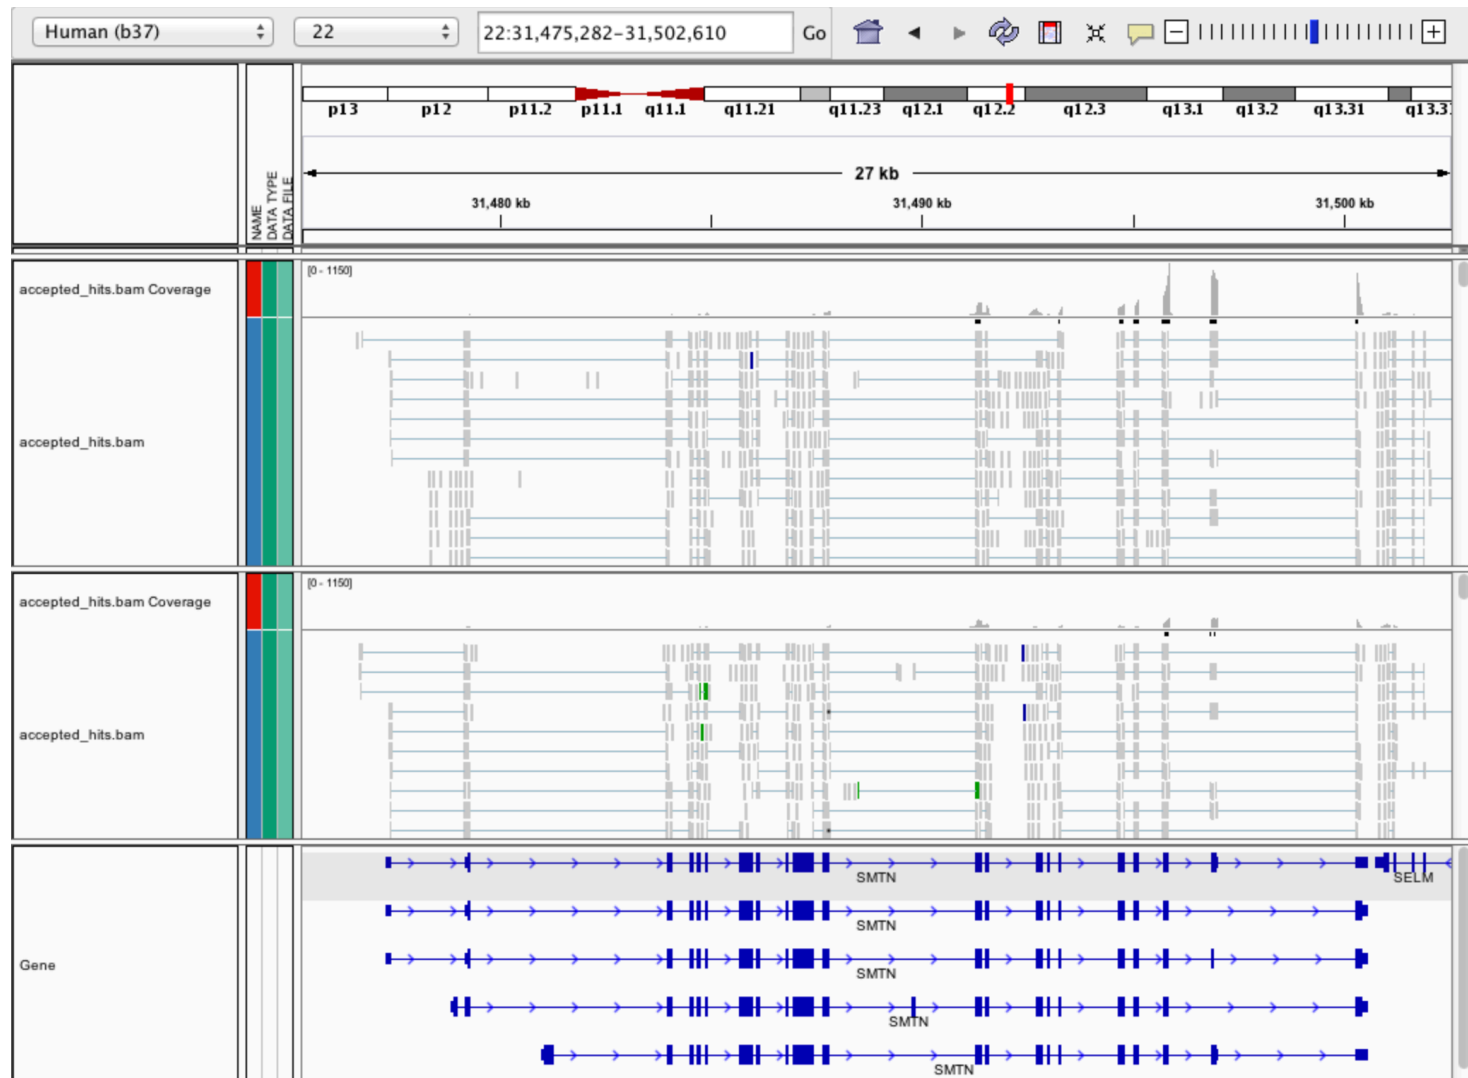 Human (b37) 22 22:31,475,282-31,502,610 Go
p13 p12 p11.2 p11.1 q11.1 q11.21 q11.23 q12.1 q12.2 q12.3 q13.1 q13.2 q13.31 q13.3
27 kb
NAME
DATA TYPE
DATA FILE
31,480 kb 31,490 kb 31,500 kb
accepted_hits.bam Coverage [0 - 1150]
accepted_hits.bam
accepted_hits.bam Coverage [0 - 1150]
accepted_hits.bam
SMTN SELM
SMTN
Gene
SMTN
SMTN
SMTN